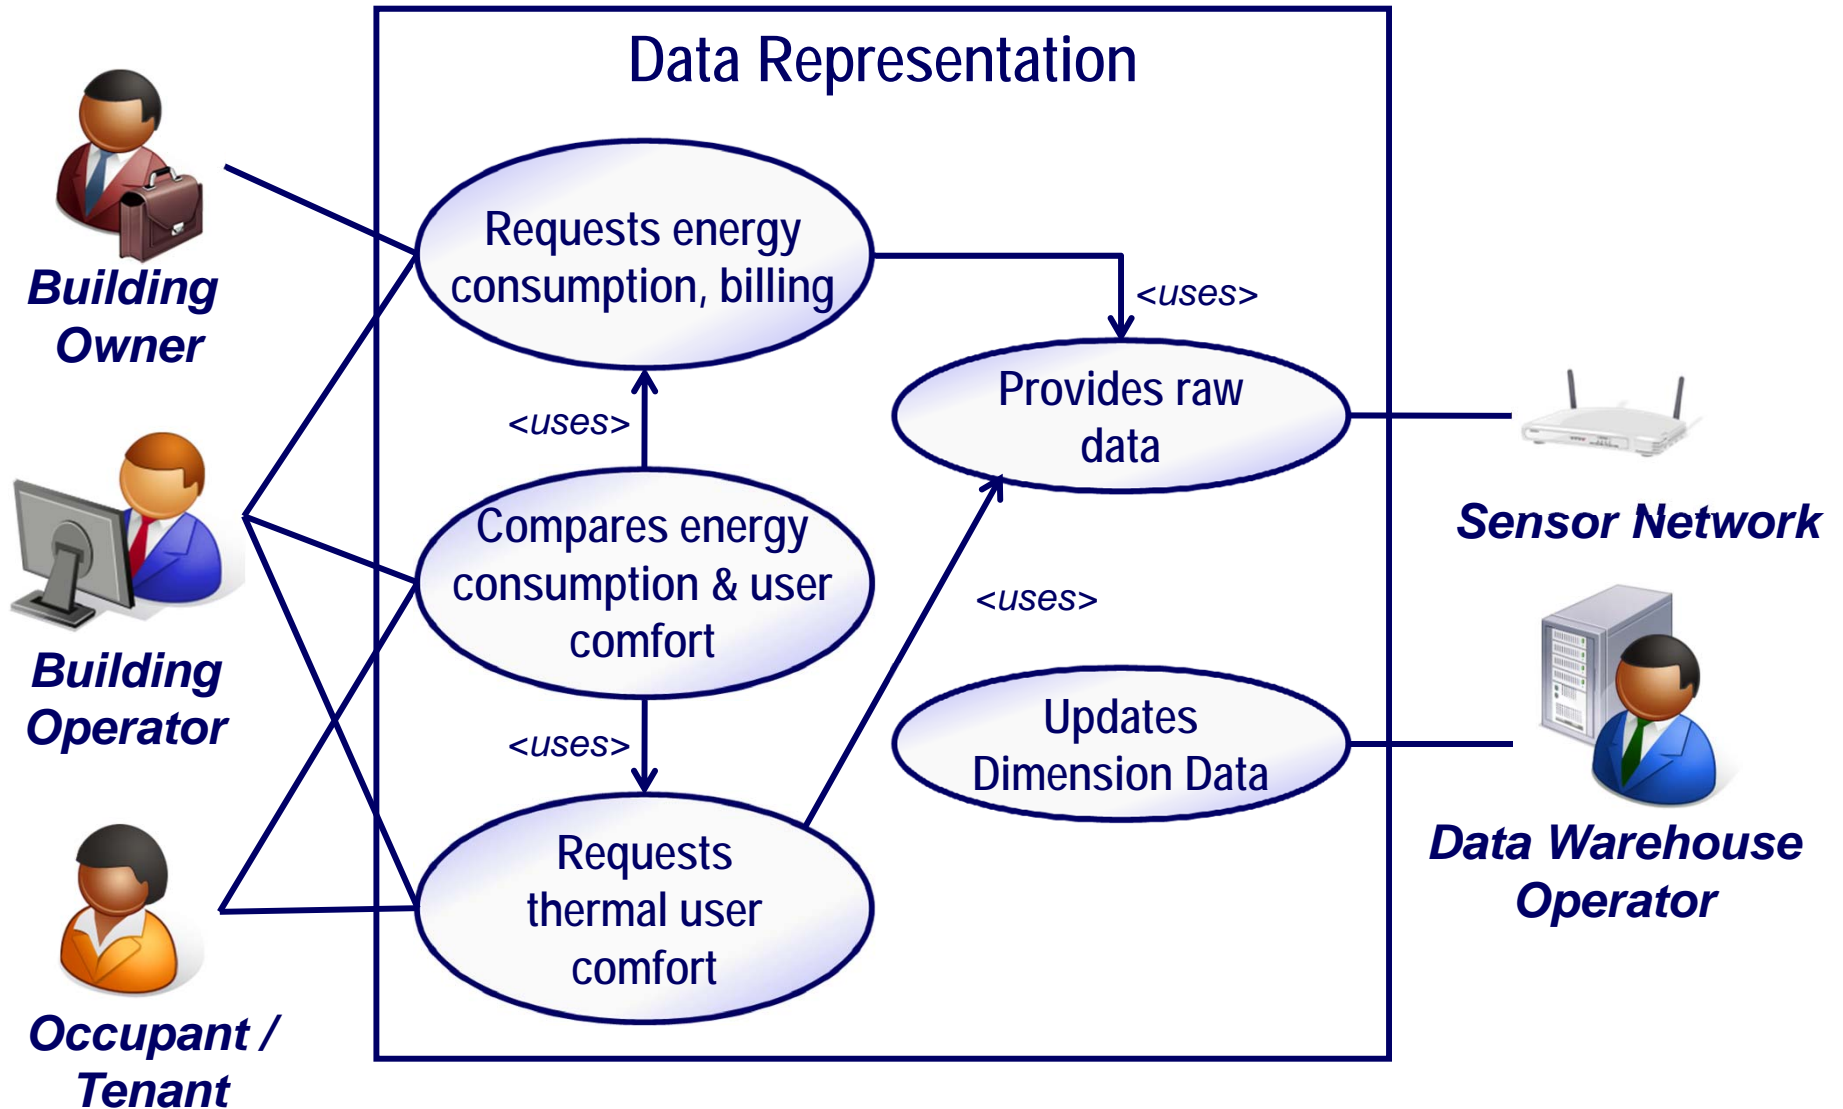 Data Representation
Building
Owner
Requests energy
consumption, billing
<uses>
Provides raw
data
Sensor Network
<uses>
Building
Operator
Compares energy
consumption & user
comfort
<uses>
<uses>
Updates
Dimension Data
Data Warehouse
Operator
Requests
thermal user
comfort
Occupant /
Tenant